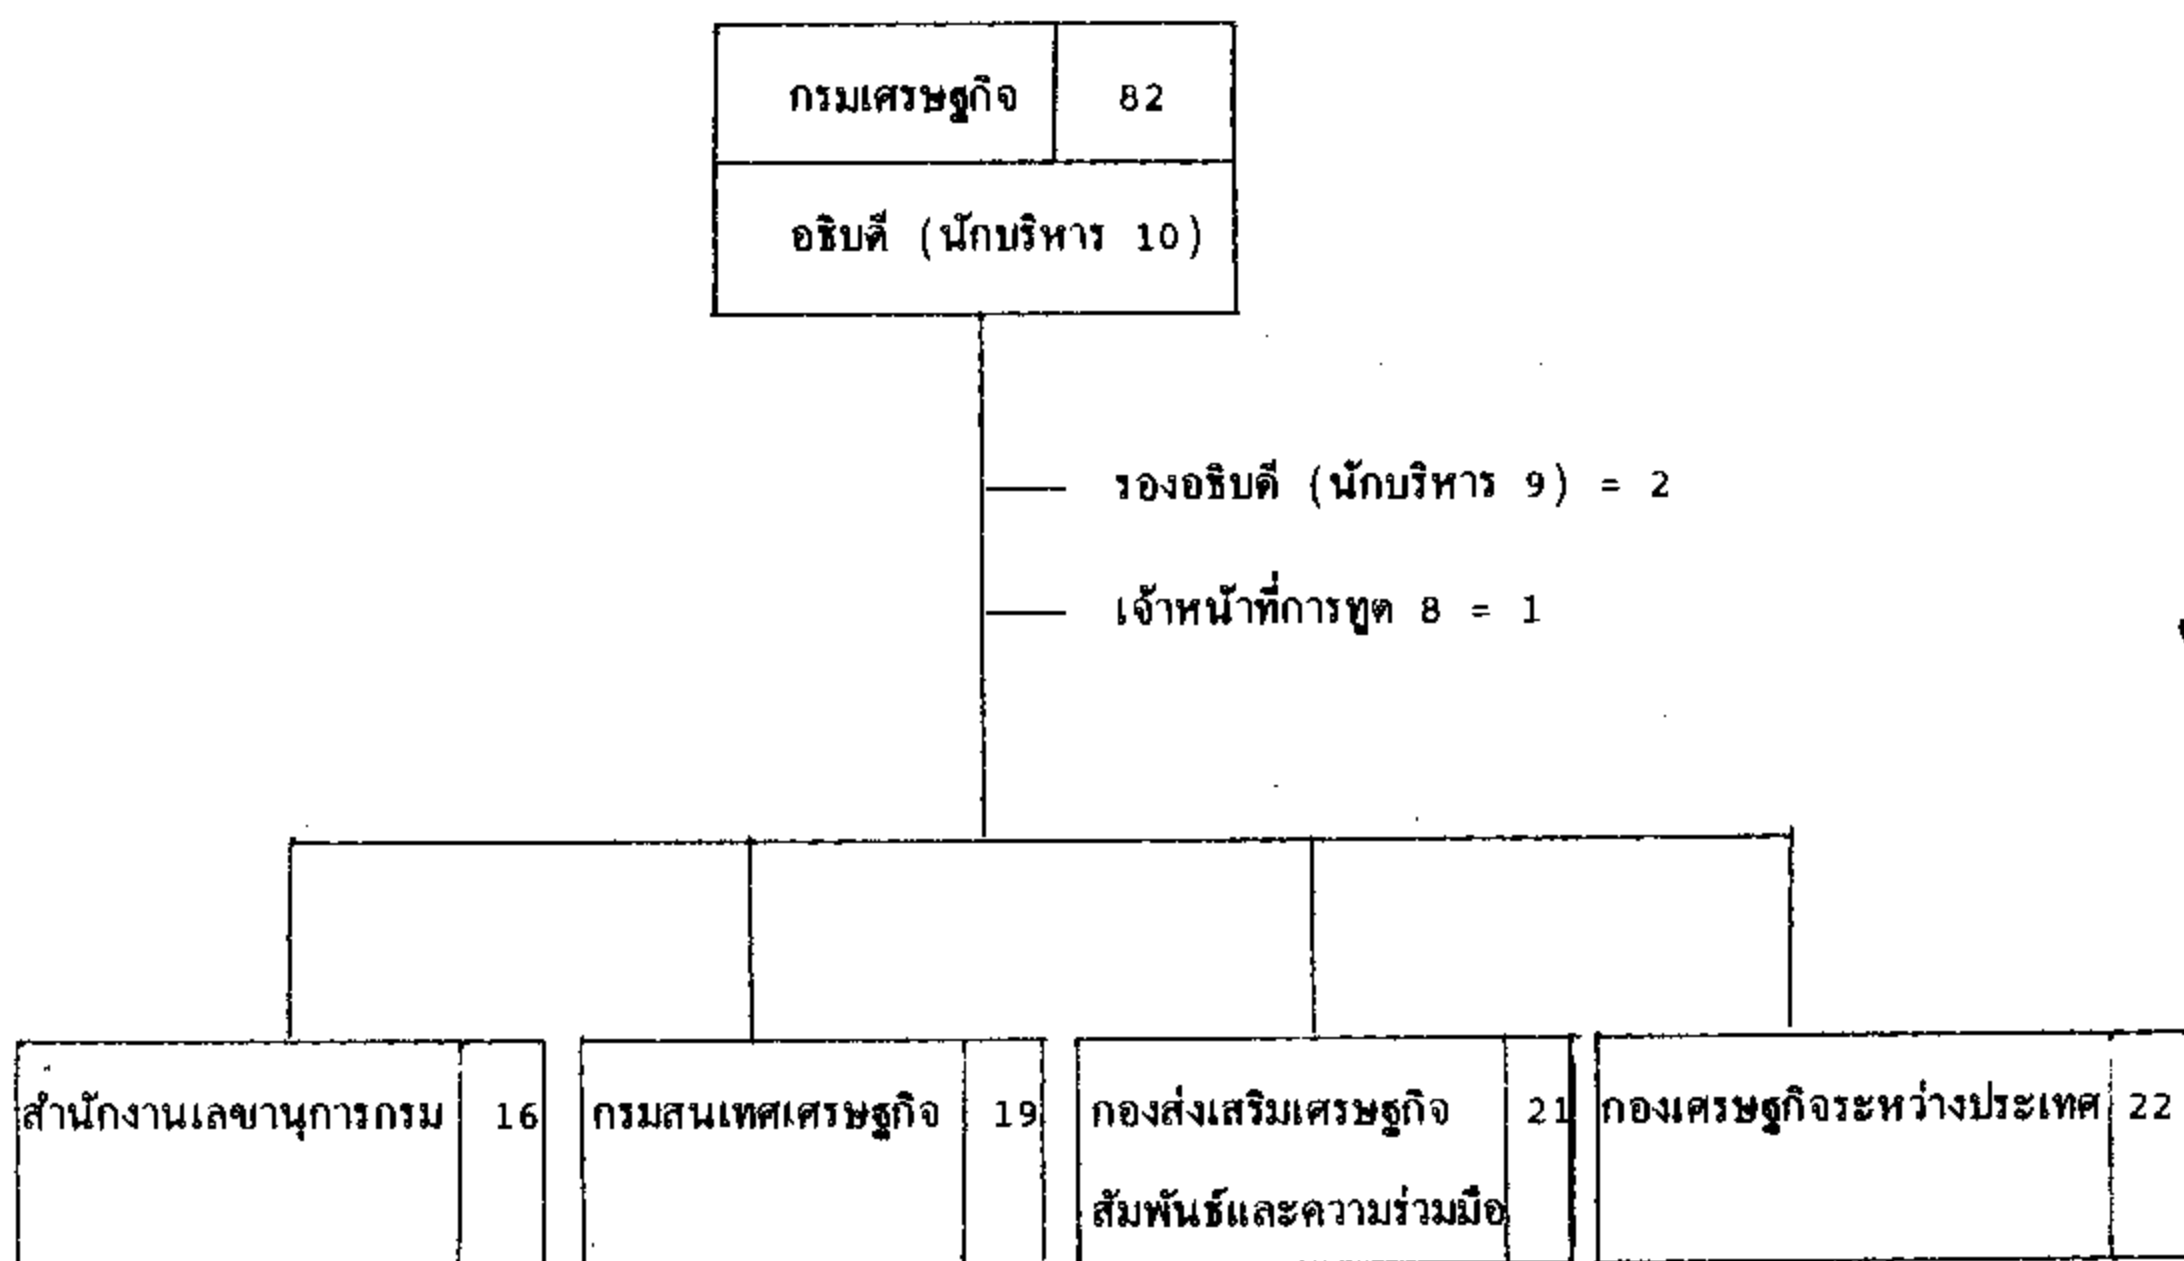 กรมเศรษฐกิจ 82
อธิบดี (นักบริหาร 10)
รองอธิบดี (นักบริหาร 9) = 2
เจ้าหน้าที่การทูต 8 = 1
สำนักงานเลขานุการกรม 16
กรมสนเทศเศรษฐกิจ 19
กองส่งเสริมเศรษฐกิจ 21
สัมพันธ์และความร่วมมือ
กองเศรษฐกิจระหว่างประเทศ 22